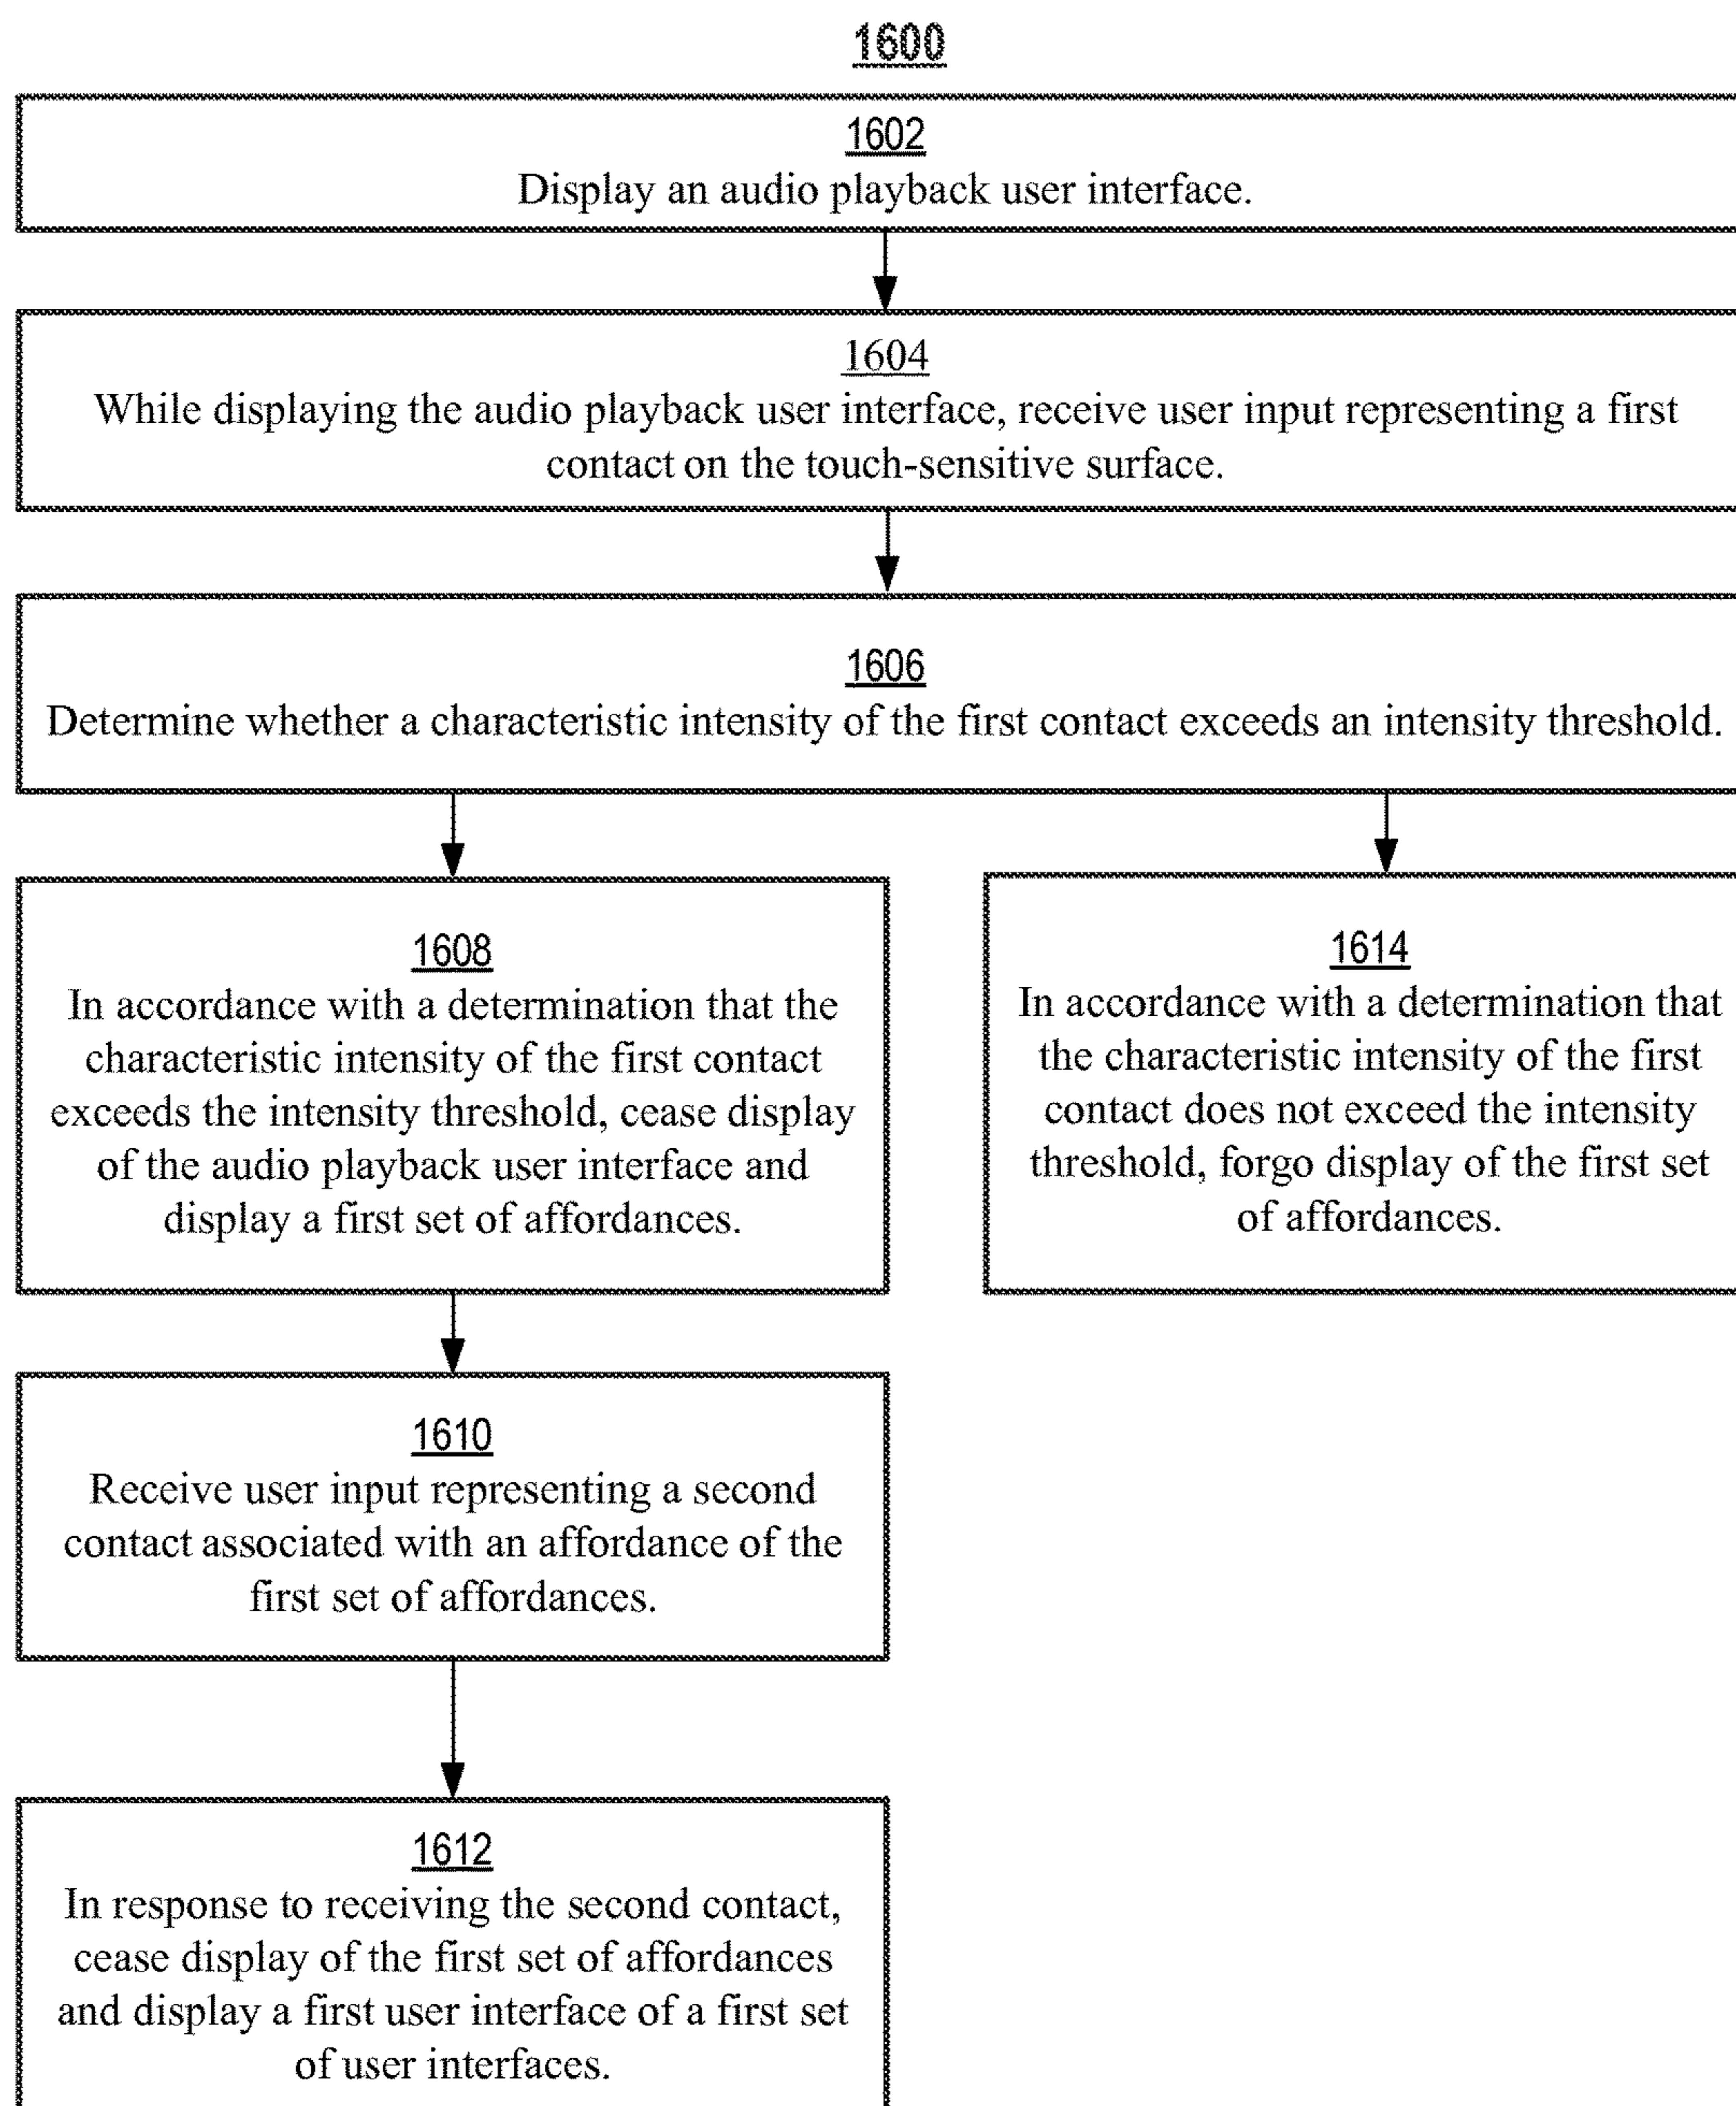 1600
1602
Display an audio playback user interface.
1604
While displaying the audio playback user interface, receive user input representing a first
contact on the touch-sensitive surface.
1606
Determine whether a characteristic intensity of the first contact exceeds an intensity threshold.
1608
In accordance with a determination that the
characteristic intensity of the first contact
exceeds the intensity threshold, cease display
of the audio playback user interface and
display a first set of affordances.
1614
In accordance with a determination that
the characteristic intensity of the first
contact does not exceed the intensity
threshold, forgo display of the first set
of affordances.
1610
Receive user input representing a second
contact associated with an affordance of the
first set of affordances.
1612
In response to receiving the second contact,
cease display of the first set of affordances
and display a first user interface of a first set
of user interfaces.